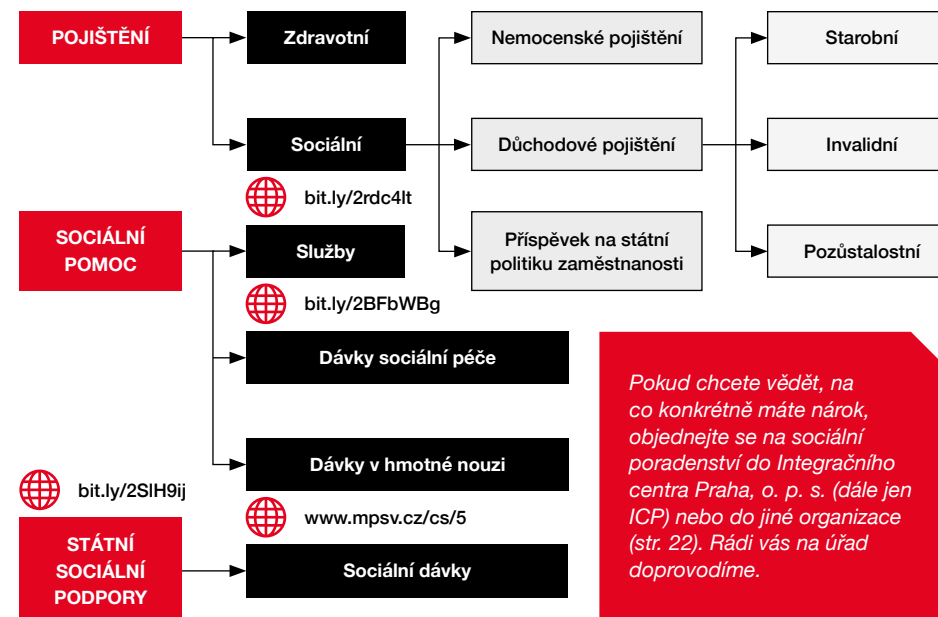 POJIŠTĚNÍ
Zdravotní
Nemocenské pojištění
Starobní
Sociální
Důchodové pojištění
Invalidní
bit.ly/2rdc4lt
SOCIÁLNÍ
POMOC
Služby
Příspěvek na státní
politiku zaměstnanosti
Pozůstalostní
bit.ly/2BFbWBg
Dávky sociální péče
Dávky v hmotné nouzi
bit.ly/2SlH9ij
www.mpsv.cz/cs/5
STÁTNÍ
SOCIÁLNÍ
PODPORY
Sociální dávky
Pokud chcete vědět, na
co konkrétně máte nárok,
objednejte se na sociální
poradenství do Integračního
centra Praha, o. p. s. (dále jen
ICP) nebo do jiné organizace
(str. 22). Rádi vás na úřad
doprovodíme.